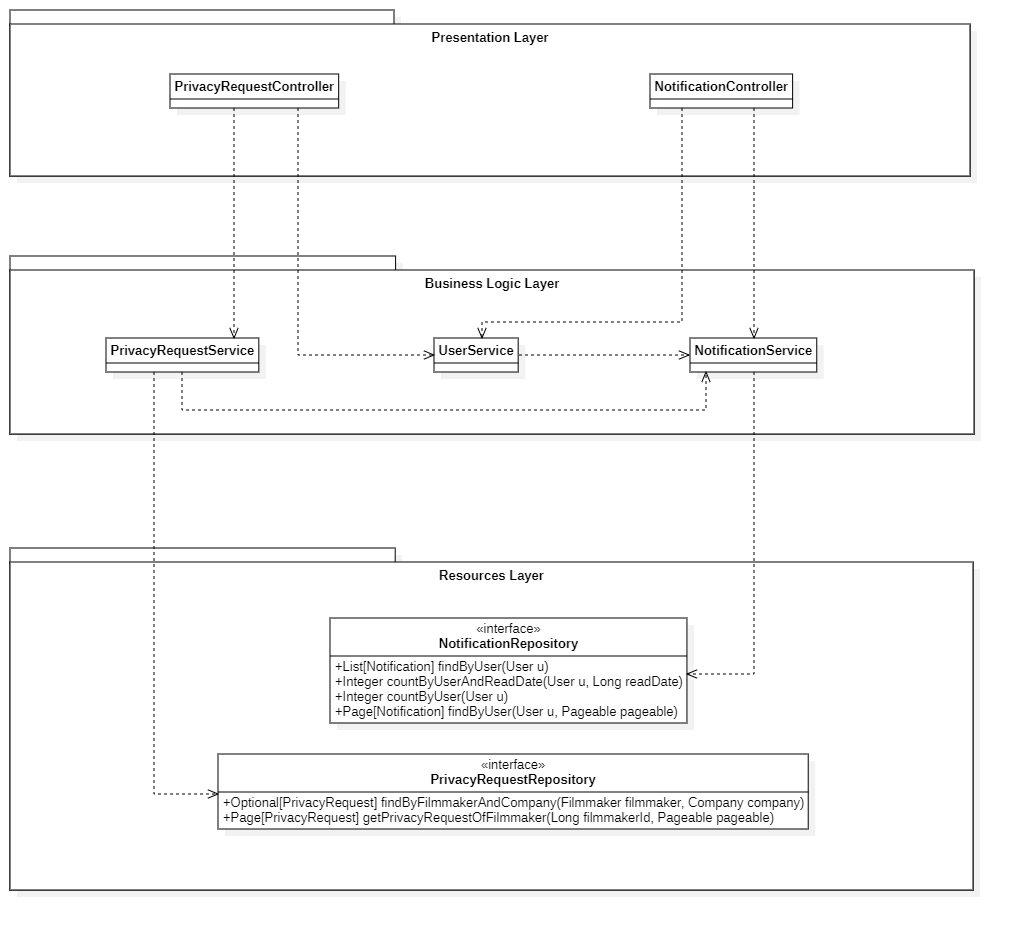 Presentation Layer
PrivacyRequestController
NotificationController
Business Logic Layer
PrivacyRequestService
UserService
NotificationService
Resources Layer
«interface»
NotificationRepository
+List[Notification] findByUser(User u)
+Integer countByUserAndReadDate(User u, Long readDate)
+Integer countByUser(User u)
+Page[Notification] findByUser(User u, Pageable pageable)
«interface»
PrivacyRequestRepository
+Optional[PrivacyRequest] findByFilmmakerAndCompany(Filmmaker filmmaker, Company company)
+Page[PrivacyRequest] getPrivacyRequestOfFilmmaker(Long filmmakerId, Pageable pageable)